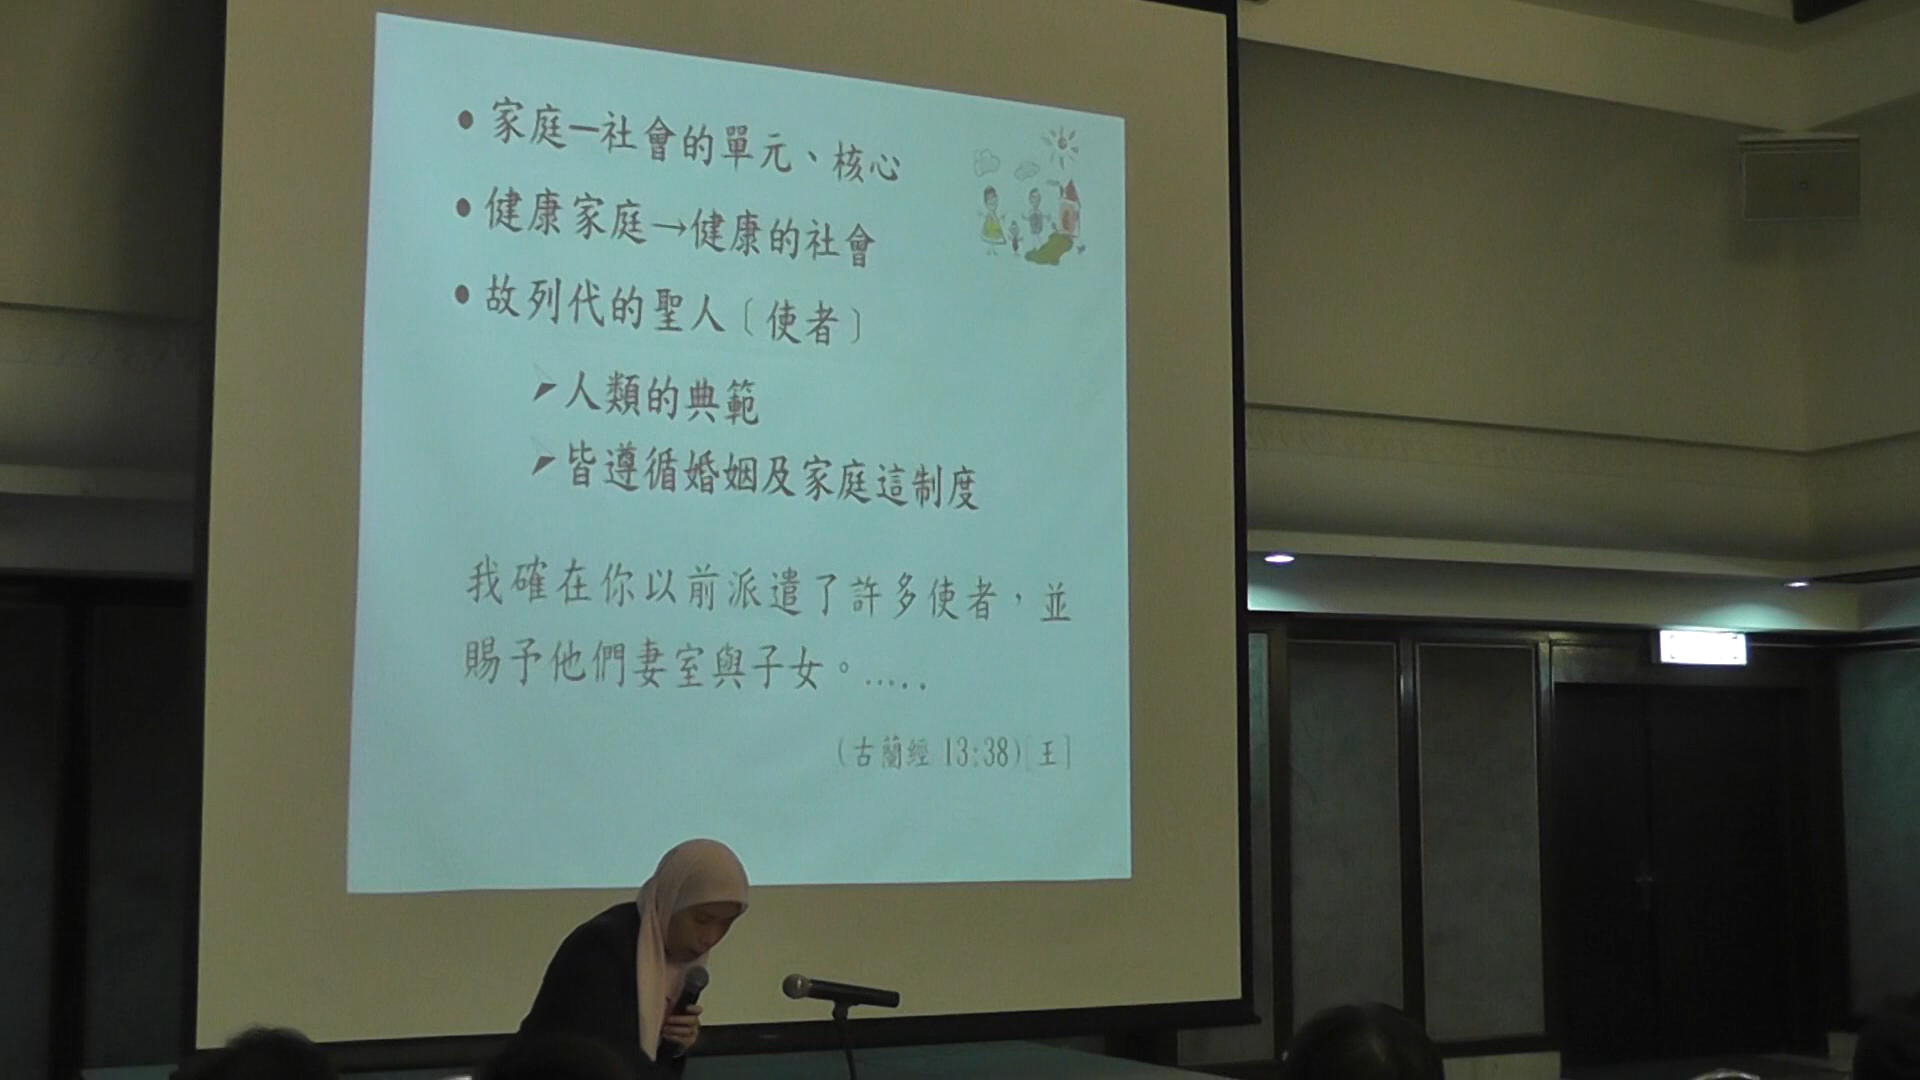 • 家庭─社會的單元、核心
• 健康家庭→健康的社會
• 故列代的聖人〔使者〕
➢人類的典範
➢皆遵循婚姻及家庭這制度
我確在你以前派遣了許多使者，並
賜予他們妻室與子女。.....
(古蘭經 13:38)[王]